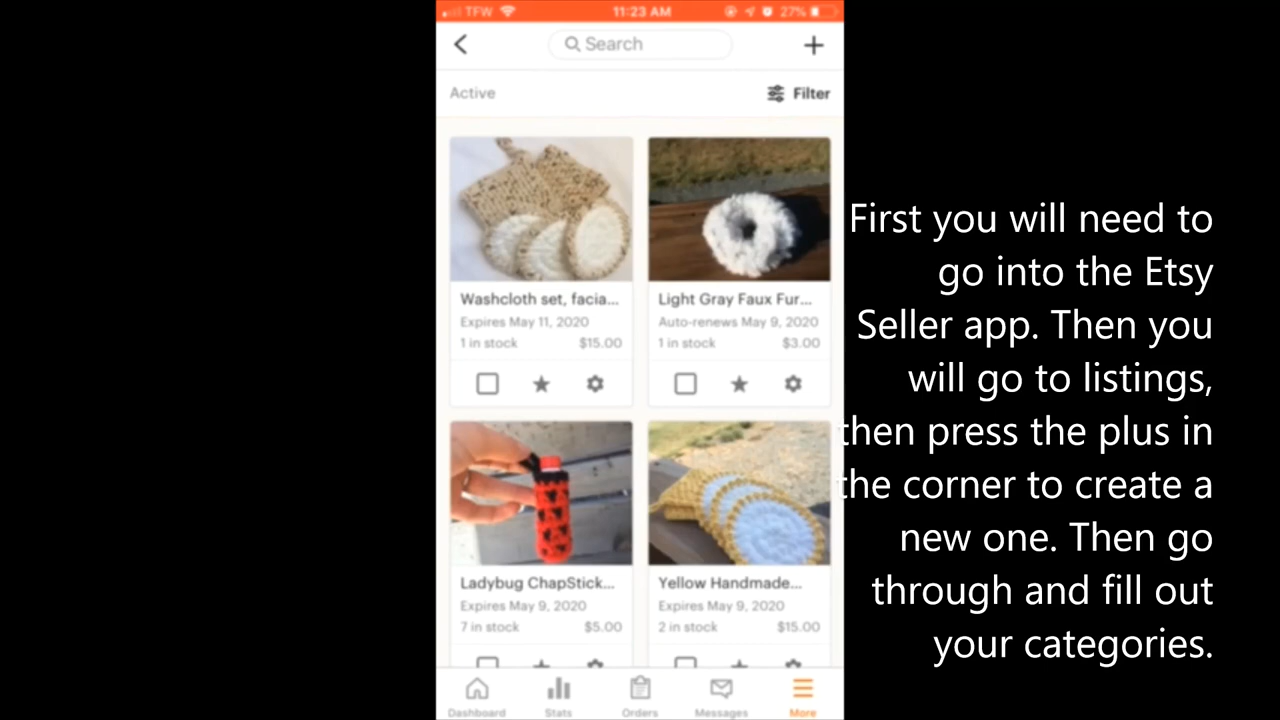 TFW
11:23 AM
27%
Search
Active
Filter
Washcloth set, facia...
Expires May 11, 2020
1 in stock
$15.00
Light Gray Faux Fur...
Auto-renews May 9, 2020
1 in stock
$3.00
Ladybug ChapStick...
Expires May 9, 2020
7 in stock
$5.00
Yellow Handmade...
Expires May 9, 2020
2 in stock
$15.00
Dashboard
Stats
Orders
Messages
More
First you will need to
go into the Etsy
Seller app. Then you
will go to listings,
then press the plus in
the corner to create a
new one. Then go
through and fill out
your categories.